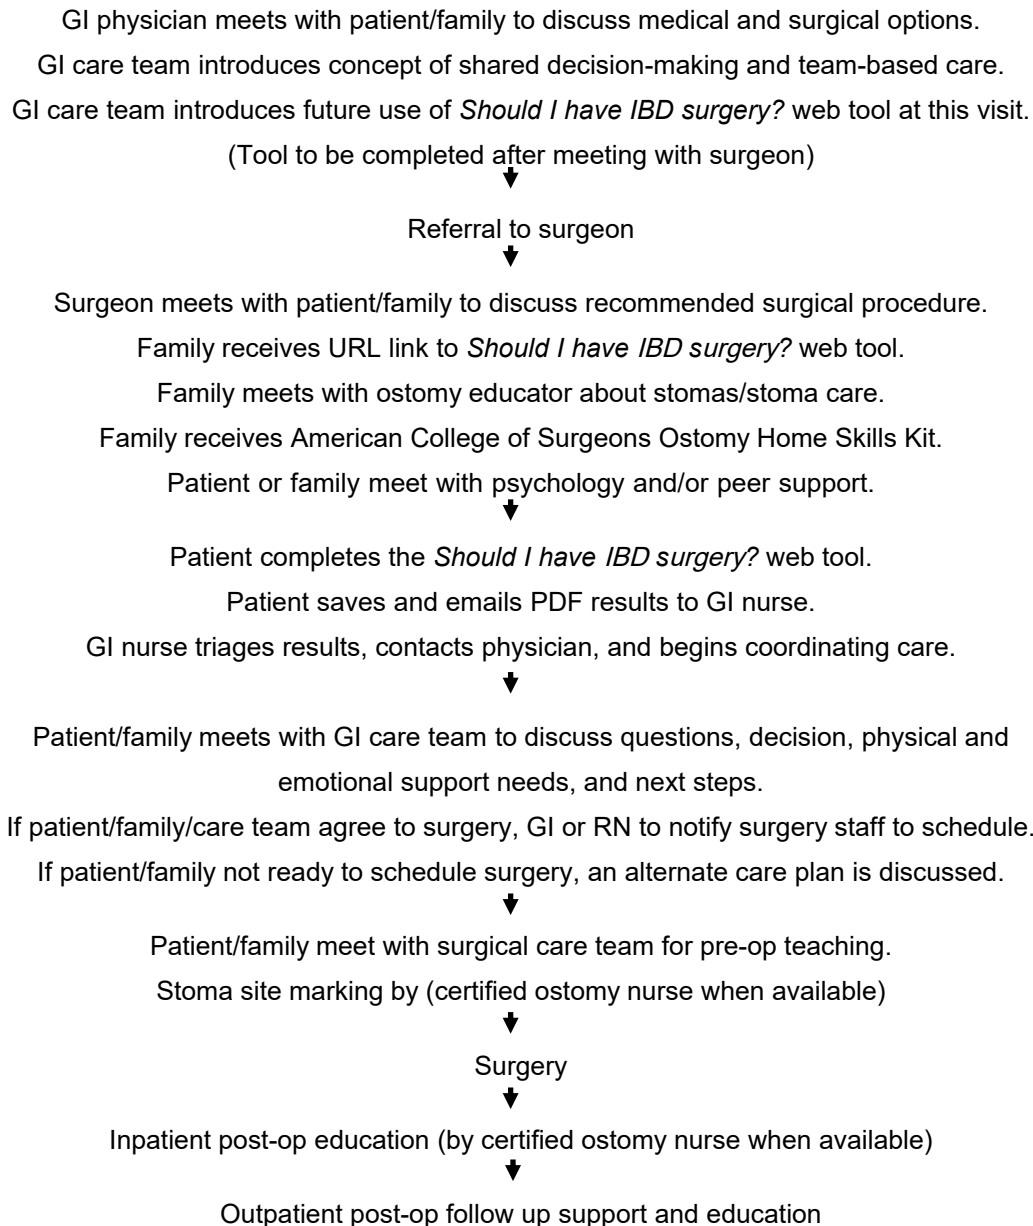 GI physician meets with patient/family to discuss medical and surgical options.
GI care team introduces concept of shared decision-making and team-based care.
GI care team introduces future use of Should I have IBD surgery? web tool at this visit.
(Tool to be completed after meeting with surgeon)
Referral to surgeon
Surgeon meets with patient/family to discuss recommended surgical procedure.
Family receives URL link to Should I have IBD surgery? web tool.
Family meets with ostomy educator about stomas/stoma care.
Family receives American College of Surgeons Ostomy Home Skills Kit.
Patient or family meet with psychology and/or peer support.
Patient completes the Should I have IBD surgery? web tool.
Patient saves and emails PDF results to GI nurse.
GI nurse triages results, contacts physician, and begins coordinating care.
Patient/family meets with GI care team to discuss questions, decision, physical and
emotional support needs, and next steps.
If patient/family/care team agree to surgery, GI or RN to notify surgery staff to schedule.
If patient/family not ready to schedule surgery, an alternate care plan is discussed.
Patient/family meet with surgical care team for pre-op teaching.
Stoma site marking by (certified ostomy nurse when available)
Surgery
Inpatient post-op education (by certified ostomy nurse when available)
Outpatient post-op follow up support and education